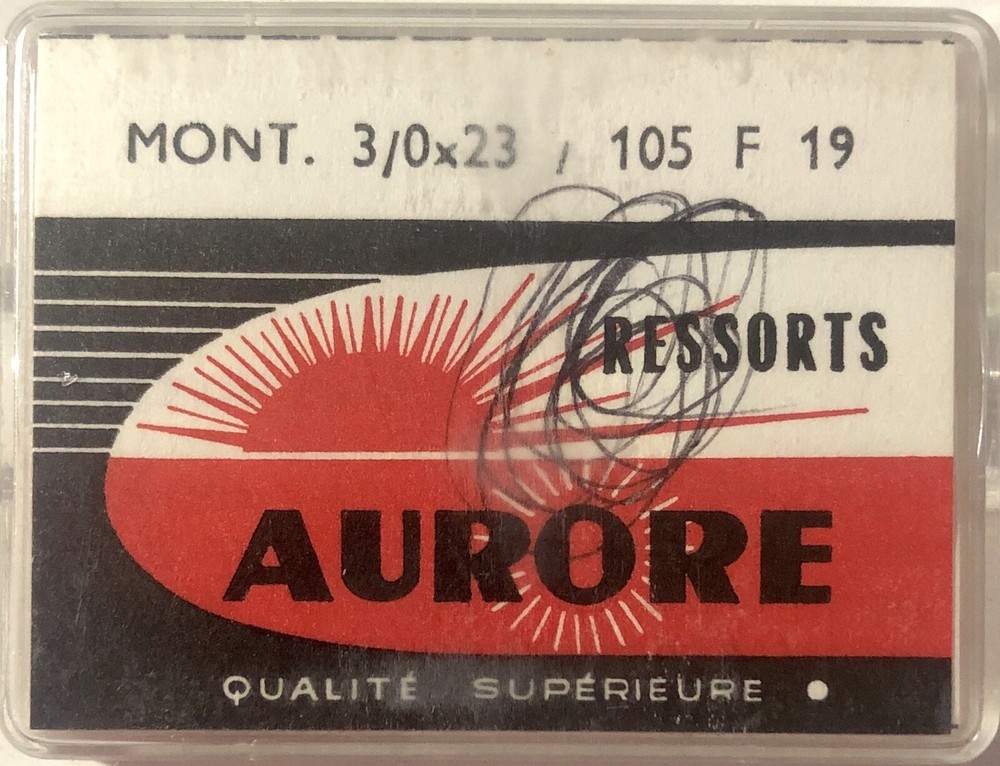 MONT. 3/0x23 / 105 F 19
RESSORTS
AURORE
QUALITÉ SUPÉRIEURE